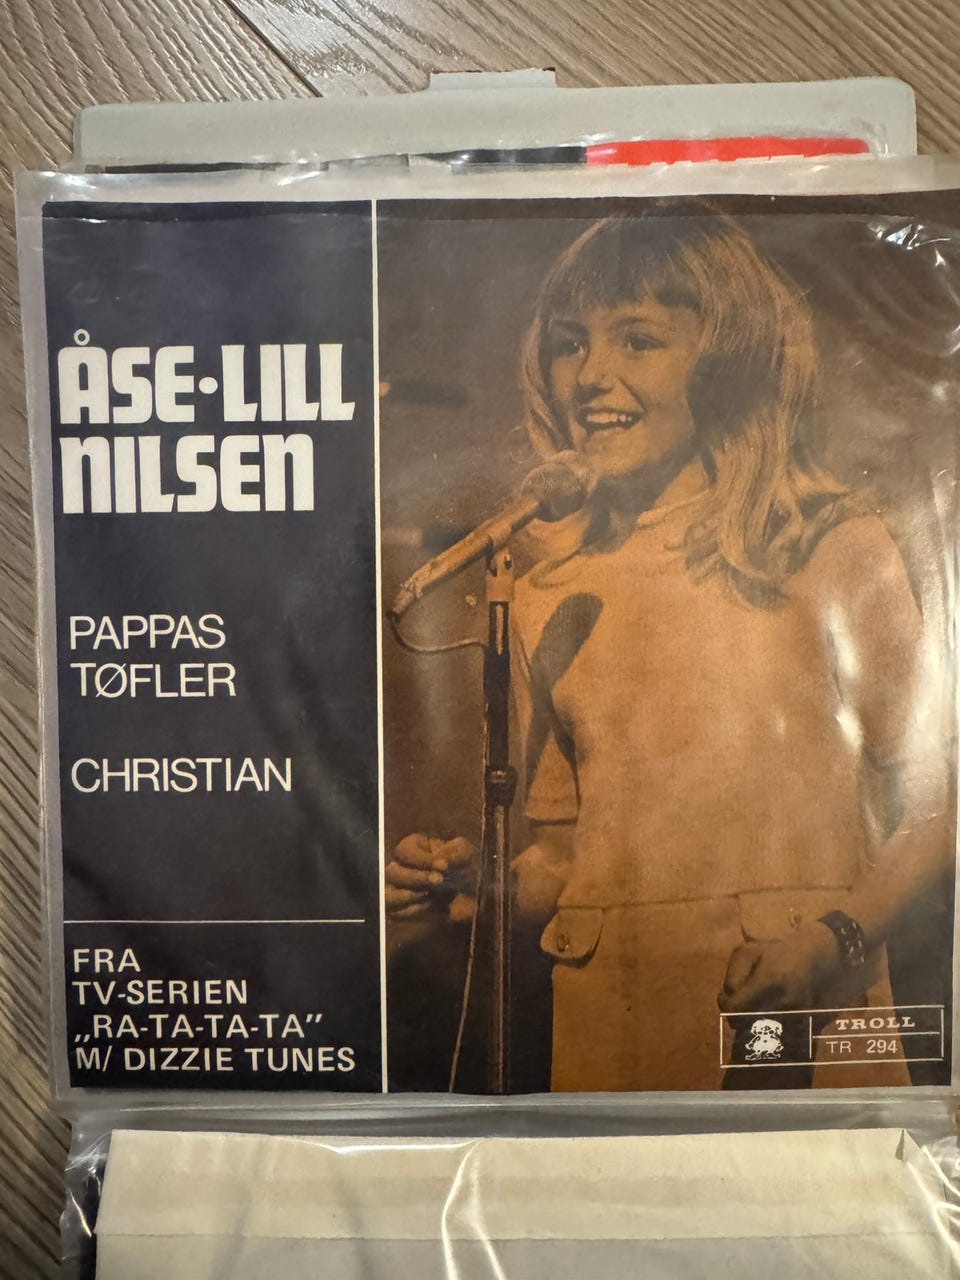 ÅSE-LILL
NILSEN
PAPPAS
TØFLER
CHRISTIAN
FRA
TV-SERIEN
„RA-TA-TA-TA”
M/ DIZZIE TUNES
TROLL
TR 294